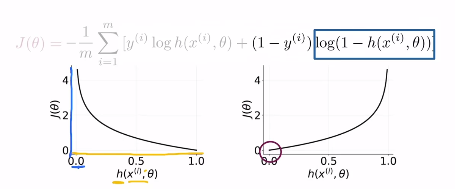 J(θ) = −1/m ∑_{i=1}^{m} [y^{(i)} log h(x^{(i)}, θ) + (1 − y^{(i)}) log(1 − h(x^{(i)}, θ))]
4 4
J(θ) 2 J(θ) 2
0 0
0.0 0.5 1.0 0.0 0.5 1.0
h(x^{(i)}, θ) h(x^{(i)}, θ)